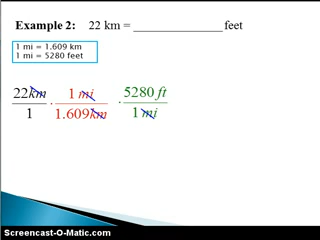 Example 2: 22 km = _______________ feet
1 mi = 1.609 km
1 mi = 5280 feet
22km/1 · 1 mi/1.609km · 5280 ft/1 mi
Screencast-O-Matic.com